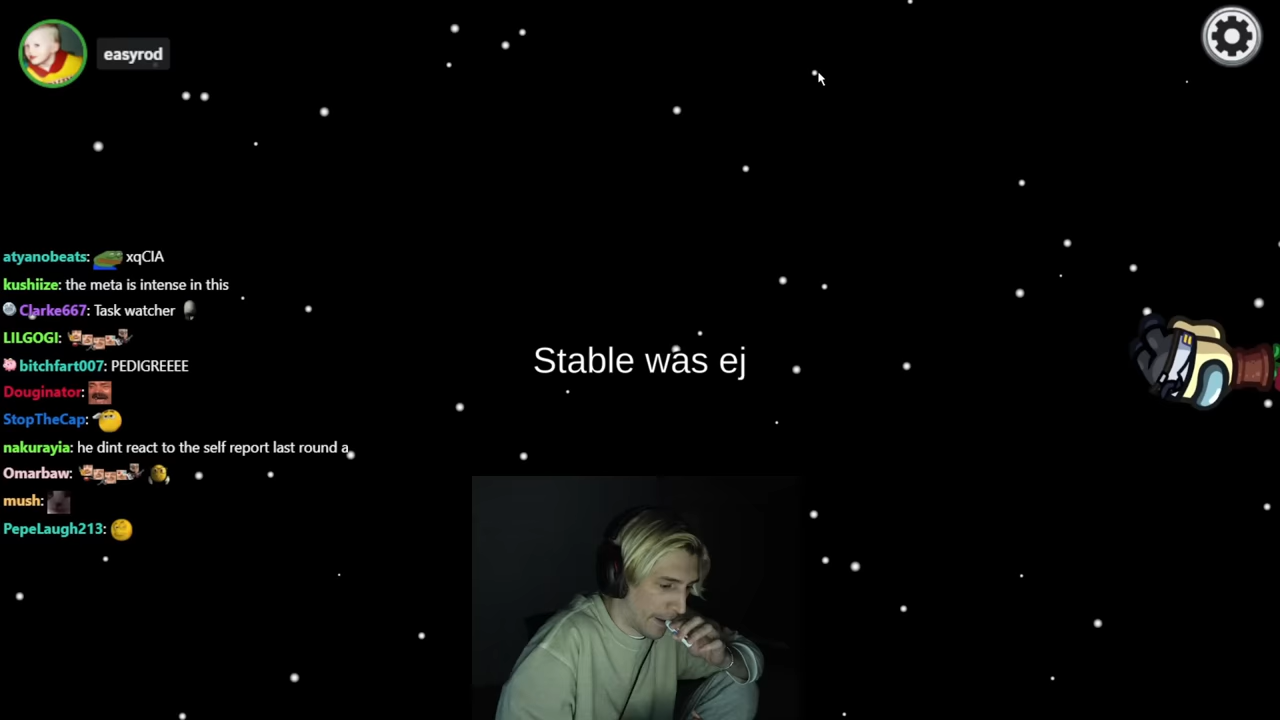 easyrod
atyanobeats: xqCIA
kushiize: the meta is intense in this
Clarke667: Task watcher
LILGOGI:
bitchfart007: PEDIGREEEE
Douginator:
StopTheCap:
nakurayia: he dint react to the self report last round a
Omarbaw:
mush:
PepeLaugh213:
Stable was ej